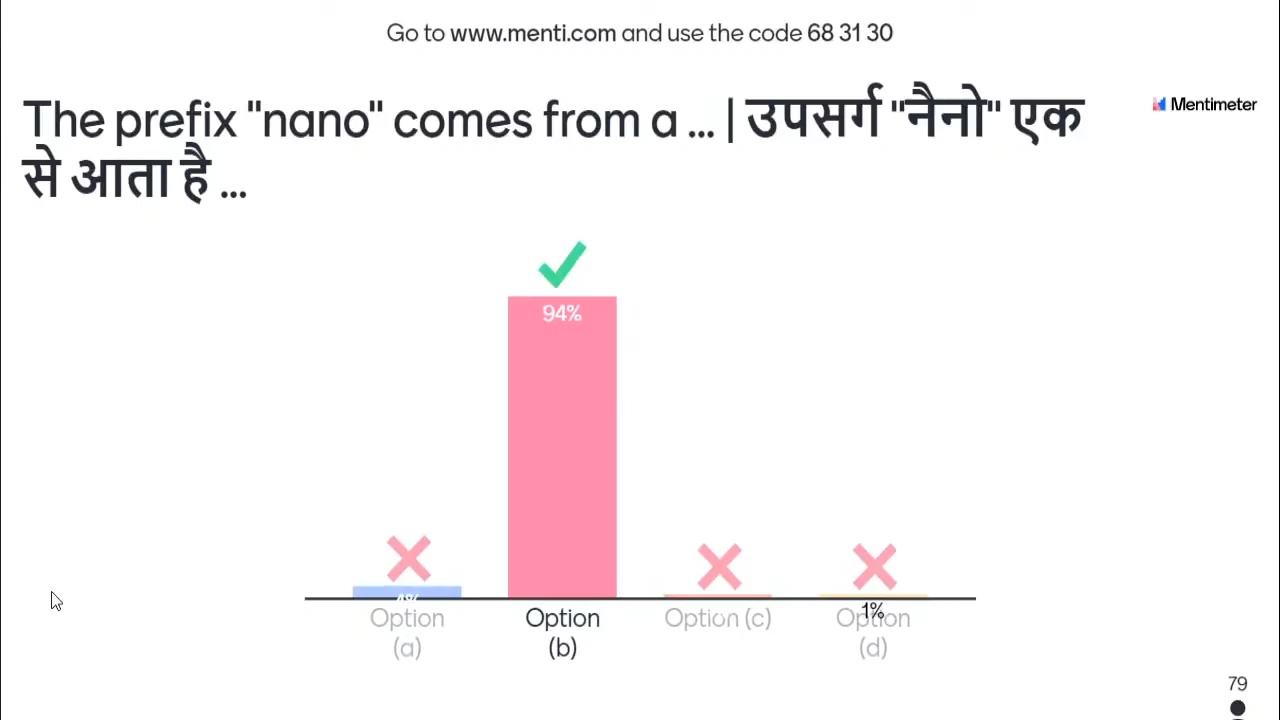 Go to www.menti.com and use the code 68 31 30
The prefix "nano" comes from a ... | उपसर्ग "नैनो" एक
से आता है ...
Mentimeter
94%
4%
1%
Option
(a)
Option
(b)
Option (c)
Option
(d)
79